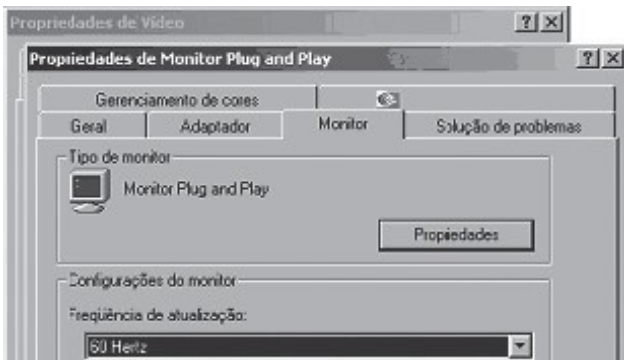 Propriedades de Vídeo
Propriedades de Monitor Plug and Play
Gerenciamento de cores
Geral Adaptador Monitor Solução de problemas
Tipo de monitor
Monitor Plug and Play
Propriedades
Configurações do monitor
Freqüência de atualização:
60 Hertz